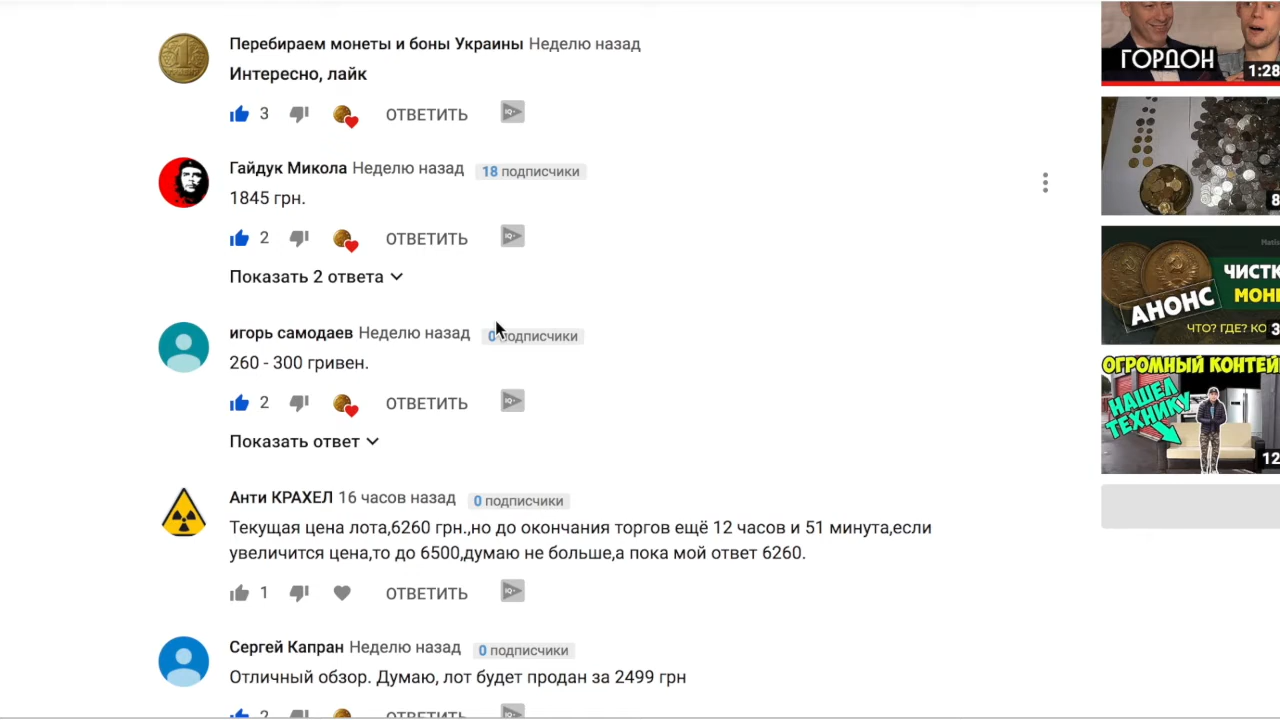 Перебираем монеты и боны Украины Неделю назад
Интересно, лайк
3 ОТВЕТИТЬ
Гайдук Микола Неделю назад 18 подписчики
1845 грн.
2 ОТВЕТИТЬ
Показать 2 ответа
игорь самодаев Неделю назад 0 подписчики
260 - 300 гривен.
2 ОТВЕТИТЬ
Показать ответ
Анти КРАХЕЛ 16 часов назад 0 подписчики
Текущая цена лота,6260 грн.,но до окончания торгов ещё 12 часов и 51 минута,если
увеличится цена,то до 6500,думаю не больше,а пока мой ответ 6260.
1 ОТВЕТИТЬ
Сергей Капран Неделю назад 0 подписчики
Отличный обзор. Думаю, лот будет продан за 2499 грн
2 ОТВЕТИТЬ
ГОРДОН
1:28
8
ЧИСТК
МОН
АНОНС
ЧТО? ГДЕ? КО
3
ОГРОМНЫЙ КОНТЕЙ
НАШЕЛ
ТЕХНИКУ
12